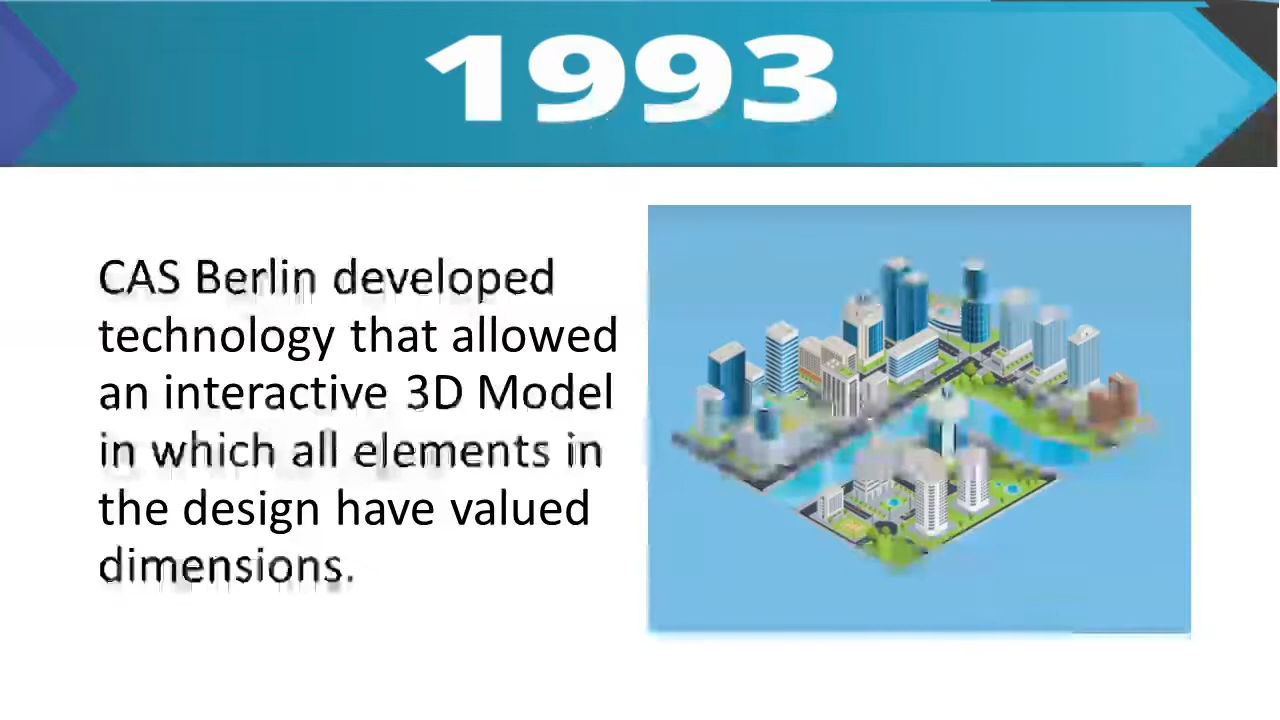 1993
CAS Berlin developed
technology that allowed
an interactive 3D Model
in which all elements in
the design have valued
dimensions.